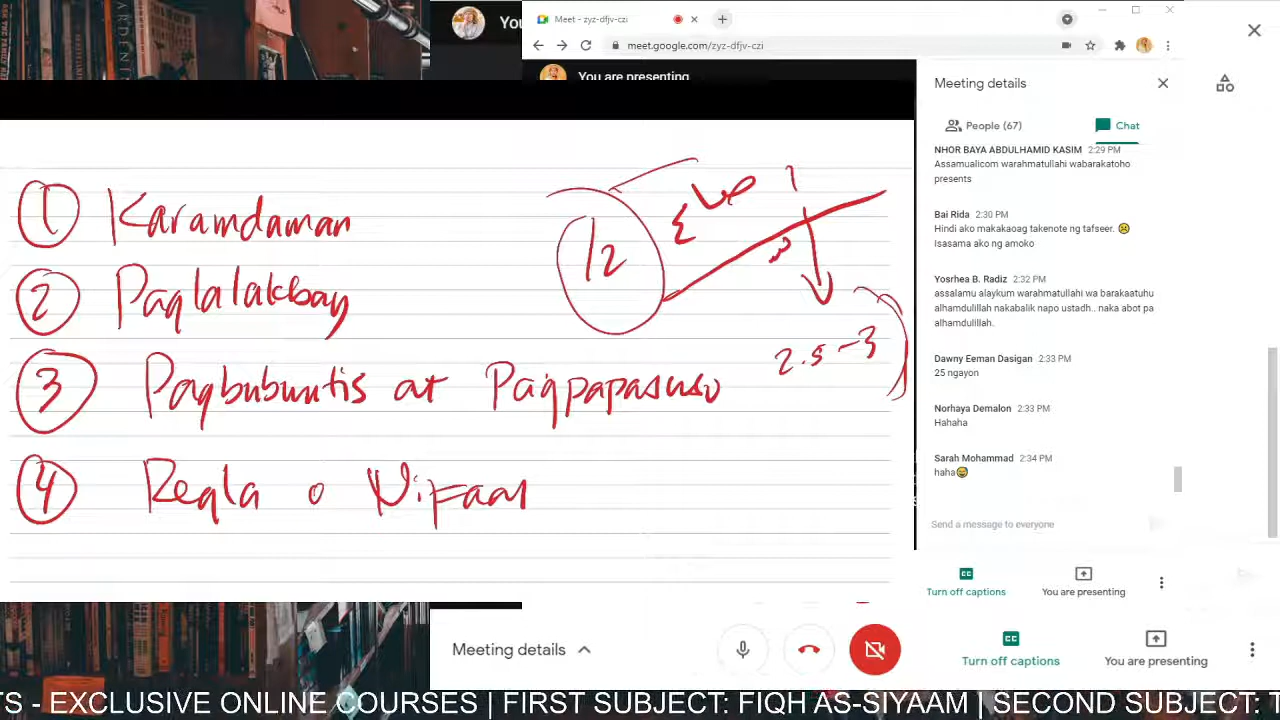 You
Meet - zyz-dfjv-czi
meet.google.com/zyz-dfjv-czi
You are presenting
① Karamdaman
② Paglalakbay
③ Pagbubuntis at Pagpapasuso
④ Regla o Nifaas
12
2.5 - 3
Meeting details
People (67)
Chat
NHOR BAYA ABDULHAMID KASIM 2:29 PM
Assamualicom warahmatullahi wabarakatoho
presents
Bai Rida 2:30 PM
Hindi ako makakaoag takenote ng tafseer. ☹️
Isasama ako ng amoko
Yosrhea B. Radiz 2:32 PM
assalamu alaykum warahmatullahi wa barakaatuhu
alhamdulillah nakabalik napo ustadh.. naka abot pa
alhamdulillah.
Dawny Eeman Dasigan 2:33 PM
25 ngayon
Norhaya Demalon 2:33 PM
Hahaha
Sarah Mohammad 2:34 PM
haha😅
Send a message to everyone
Turn off captions
You are presenting
Meeting details
Turn off captions
You are presenting
TS - EXCLUSIVE ONLINE COURSES | FIRST SUBJECT: FIQH AS-SIYAAM | SECOND SUBJECT: T